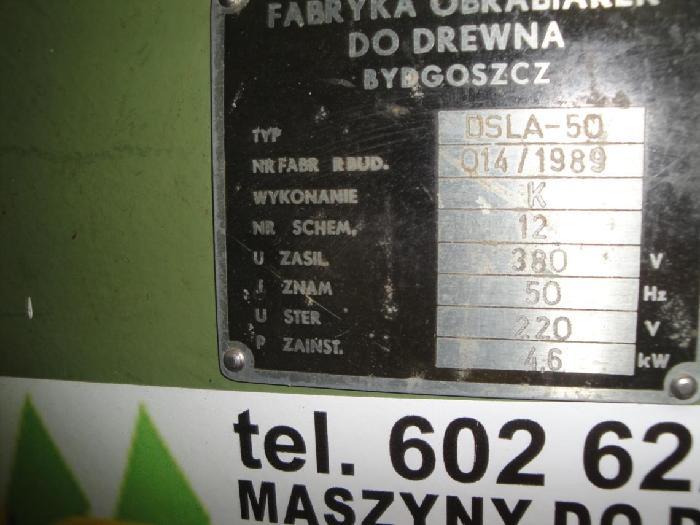 FABRYKA OBRABIAREK
DO DREWNA
BYDGOSZCZ
TYP DSLA-50
NR FABR R BUD. 014/1989
WYKONANIE K
NR SCHEM. 12
U ZASIL 380 V
J ZNAM 50 Hz
U STER 220 V
P ZAINST. 4,6 kW
tel. 602 62
MASZYNY DO